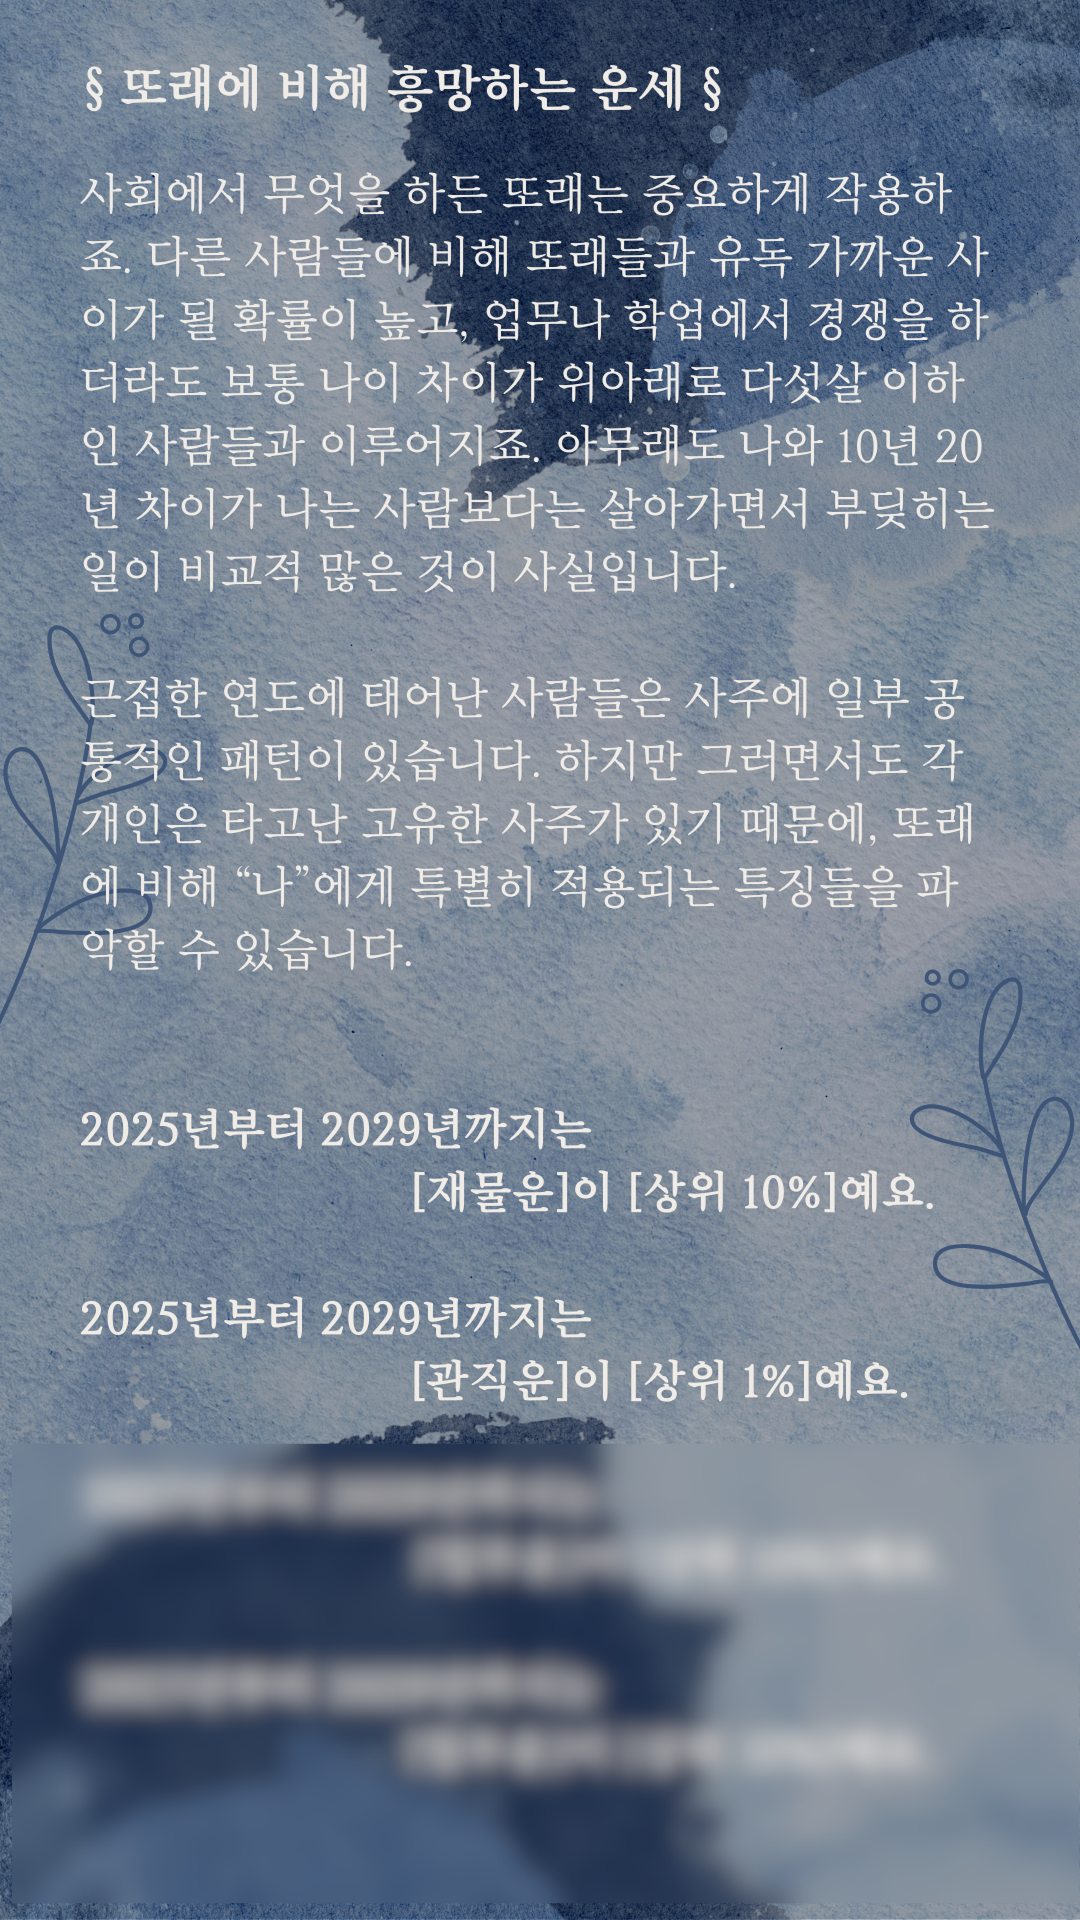 § 또래에 비해 흥망하는 운세 §
사회에서 무엇을 하든 또래는 중요하게 작용하
죠. 다른 사람들에 비해 또래들과 유독 가까운 사
이가 될 확률이 높고, 업무나 학업에서 경쟁을 하
더라도 보통 나이 차이가 위아래로 다섯살 이하
인 사람들과 이루어지죠. 아무래도 나와 10년 20
년 차이가 나는 사람보다는 살아가면서 부딪히는
일이 비교적 많은 것이 사실입니다.
근접한 연도에 태어난 사람들은 사주에 일부 공
통적인 패턴이 있습니다. 하지만 그러면서도 각
개인은 타고난 고유한 사주가 있기 때문에, 또래
에 비해 “나”에게 특별히 적용되는 특징들을 파
악할 수 있습니다.
2025년부터 2029년까지는
[재물운]이 [상위 10%]예요.
2025년부터 2029년까지는
[관직운]이 [상위 1%]예요.